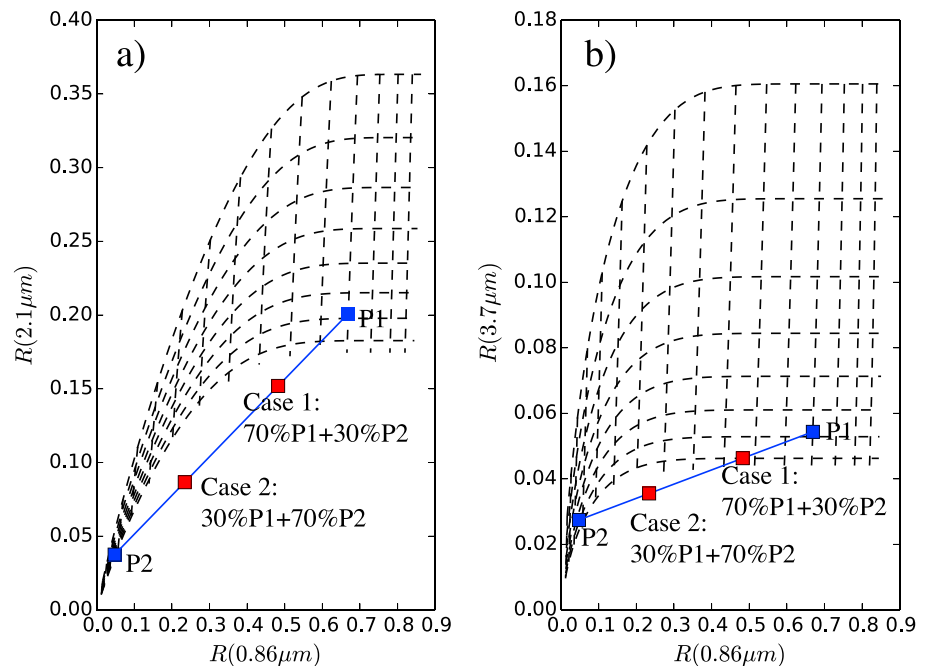 a)
0.40
0.35
0.30
0.25
0.20
0.15
0.10
0.05
0.00
R(2.1μm)
P1
Case 1:
70%P1+30%P2
Case 2:
30%P1+70%P2
P2
0.0 0.1 0.2 0.3 0.4 0.5 0.6 0.7 0.8 0.9
R(0.86μm)
b)
0.18
0.16
0.14
0.12
0.10
0.08
0.06
0.04
0.02
0.00
R(3.7μm)
P1
Case 1:
70%P1+30%P2
P2
Case 2:
30%P1+70%P2
0.0 0.1 0.2 0.3 0.4 0.5 0.6 0.7 0.8 0.9
R(0.86μm)